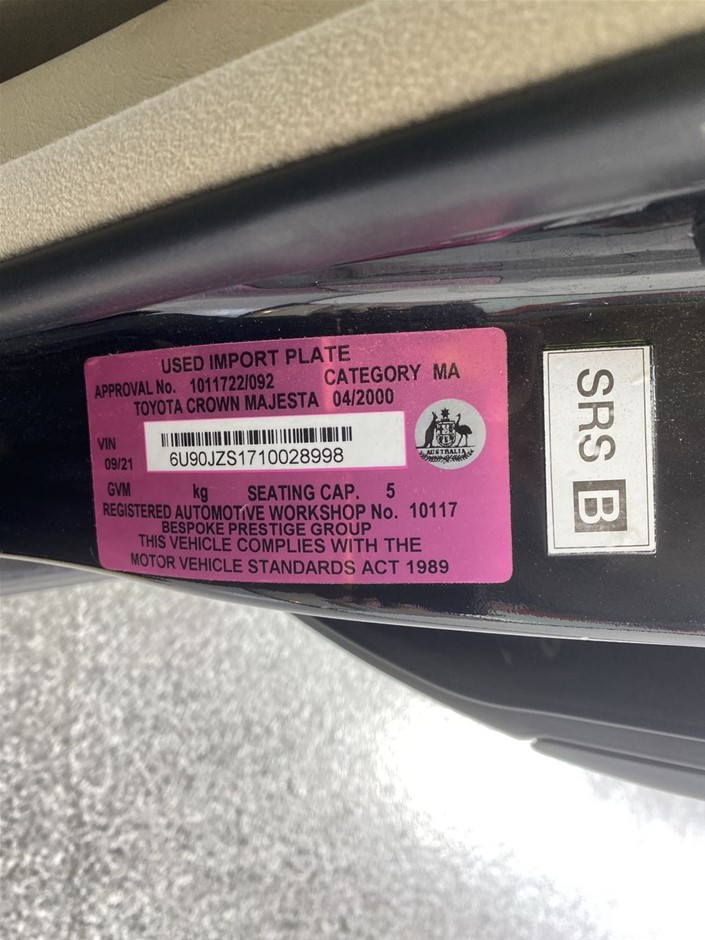 USED IMPORT PLATE
APPROVAL No. 1011722/092 CATEGORY MA
TOYOTA CROWN MAJESTA 04/2000
VIN
09/21
6U90JZS1710028998
AUSTRALIA
GVM kg SEATING CAP. 5
REGISTERED AUTOMOTIVE WORKSHOP No. 10117
BESPOKE PRESTIGE GROUP
THIS VEHICLE COMPLIES WITH THE
MOTOR VEHICLE STANDARDS ACT 1989
SRS B